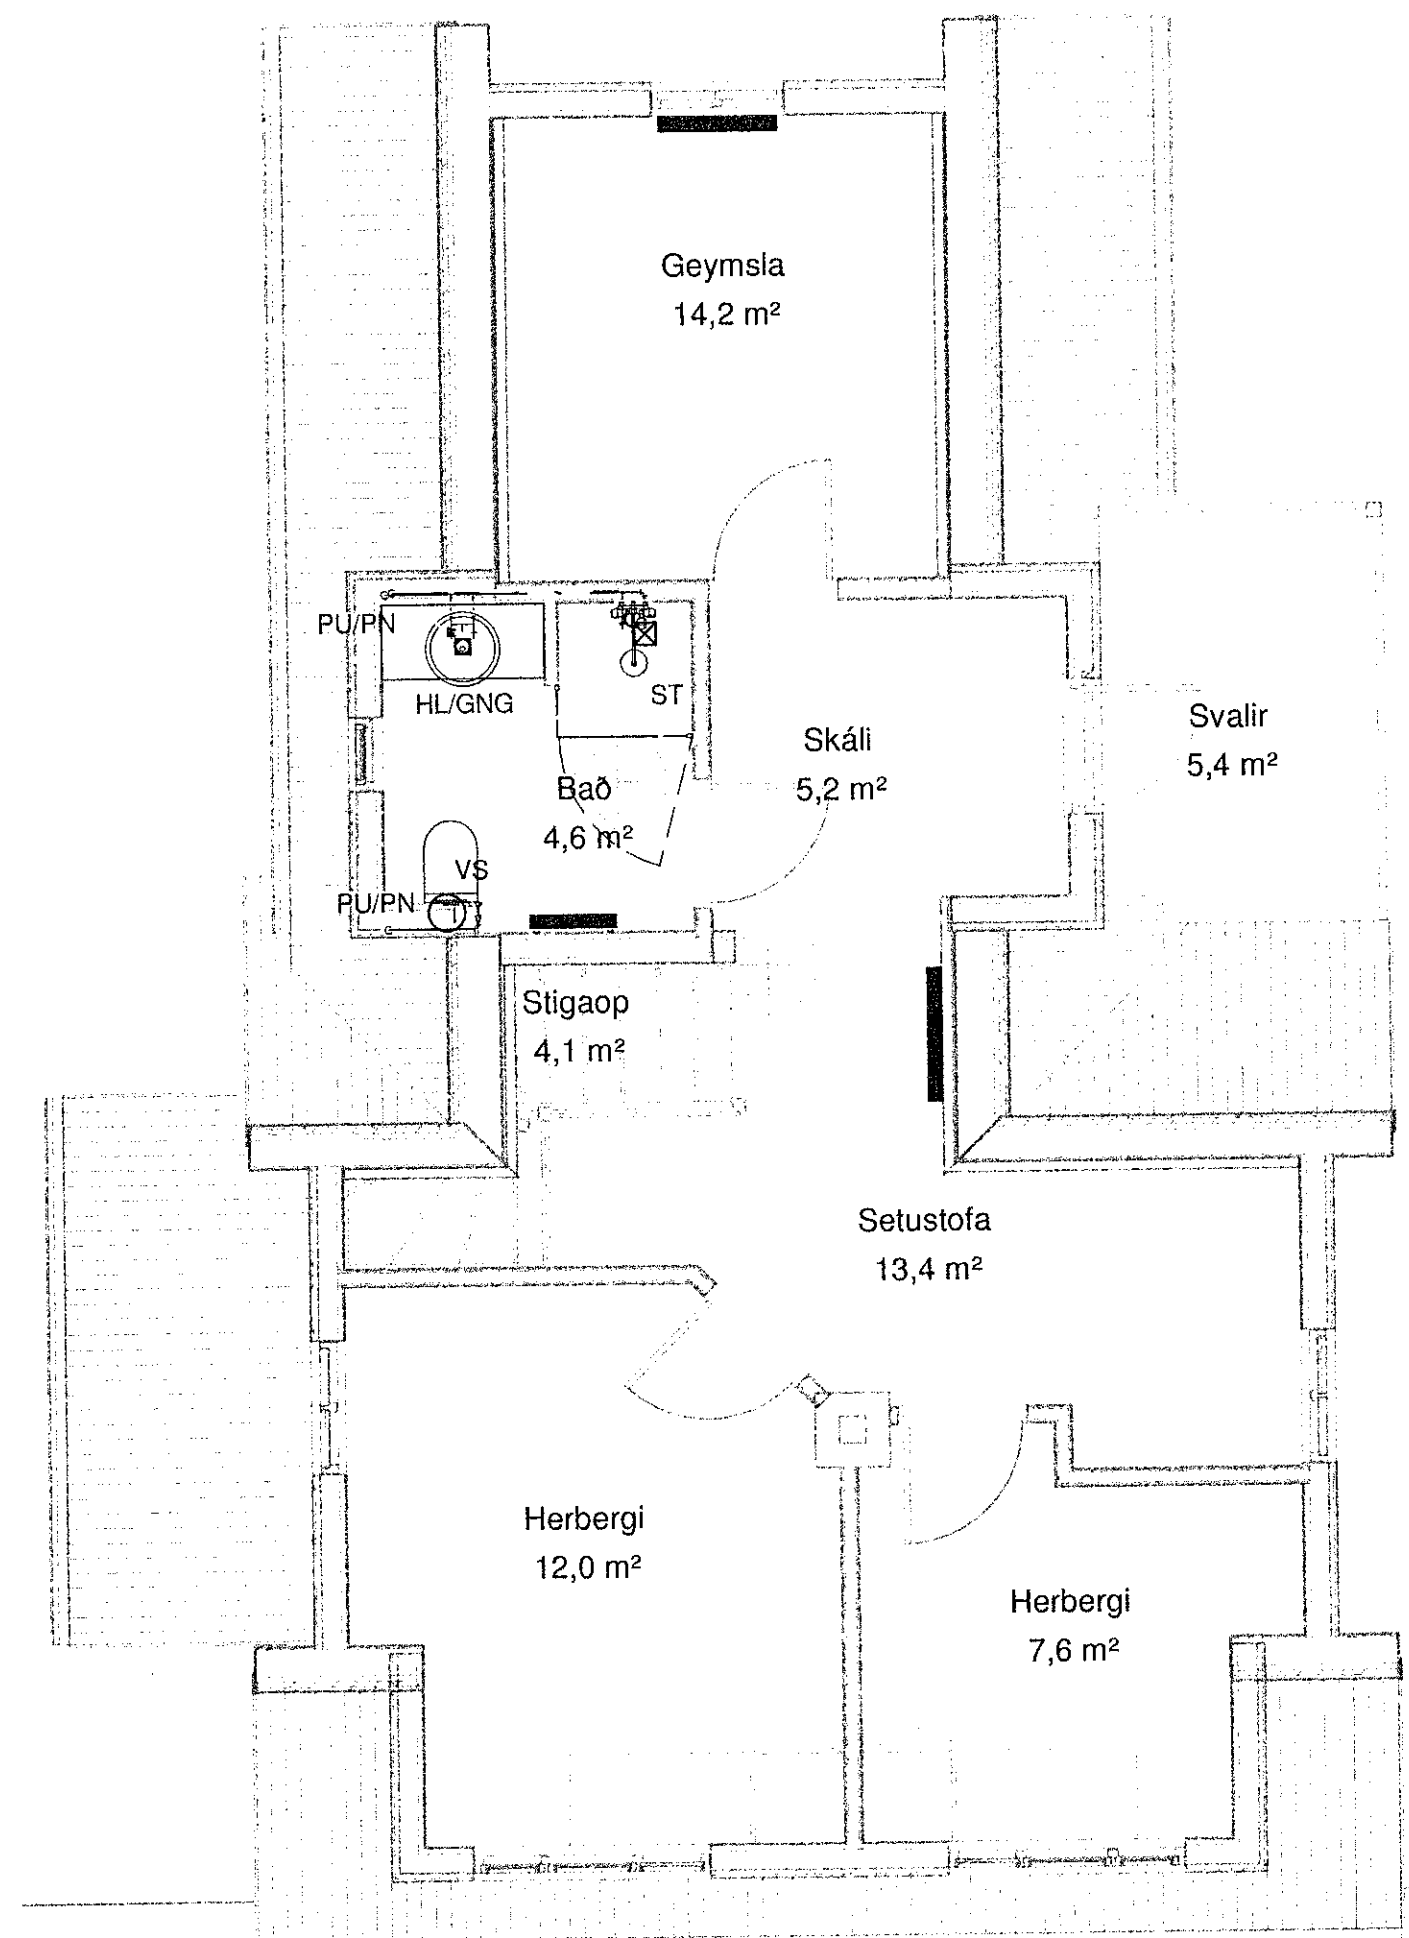 Geymsla
14,2 m²
PU/PN
HL/GNG
ST
Skáli
5,2 m²
Svalir
5,4 m²
Bað
4,6 m²
VS
PU/PN
Stigaop
4,1 m²
Setustofa
13,4 m²
Herbergi
12,0 m²
Herbergi
7,6 m²